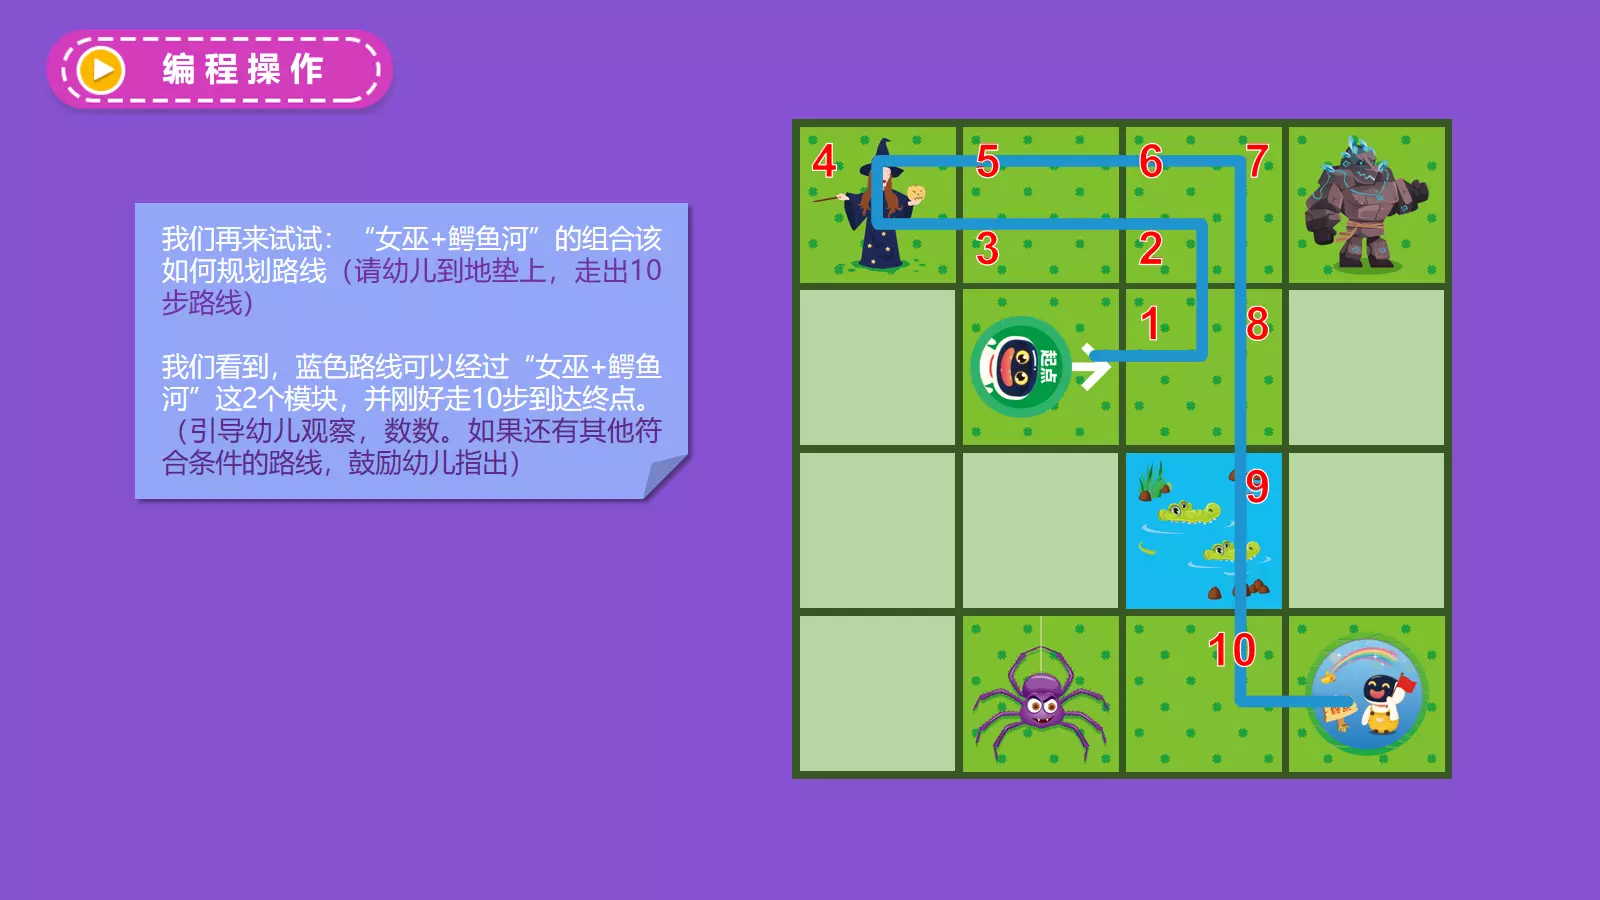 编程操作
我们再来试试：“女巫+鳄鱼河”的组合该
如何规划路线（请幼儿到地垫上，走出10
步路线）
我们看到，蓝色路线可以经过“女巫+鳄鱼
河”这2个模块，并刚好走10步到达终点。
（引导幼儿观察，数数。如果还有其他符
合条件的路线，鼓励幼儿指出）
4
5
6
7
3
2
1
8
起点
9
10